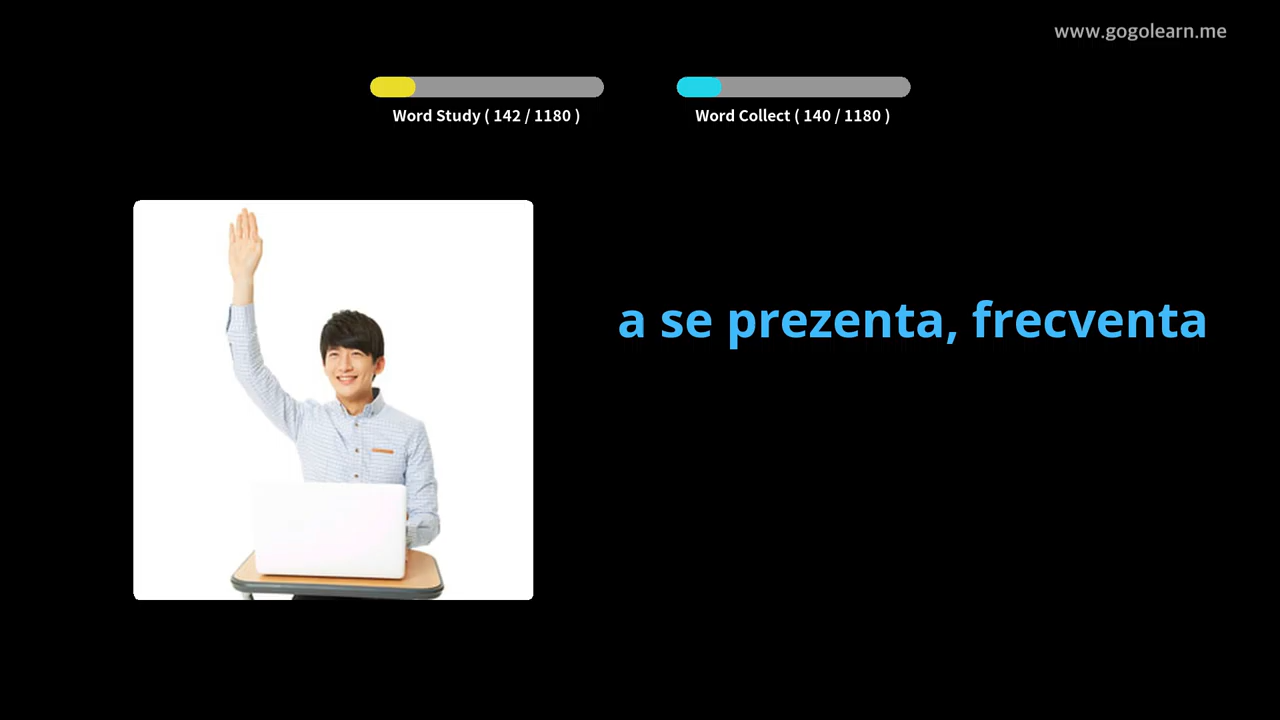 www.gogolearn.me
Word Study ( 142 / 1180 )
Word Collect ( 140 / 1180 )
a se prezenta, frecventa